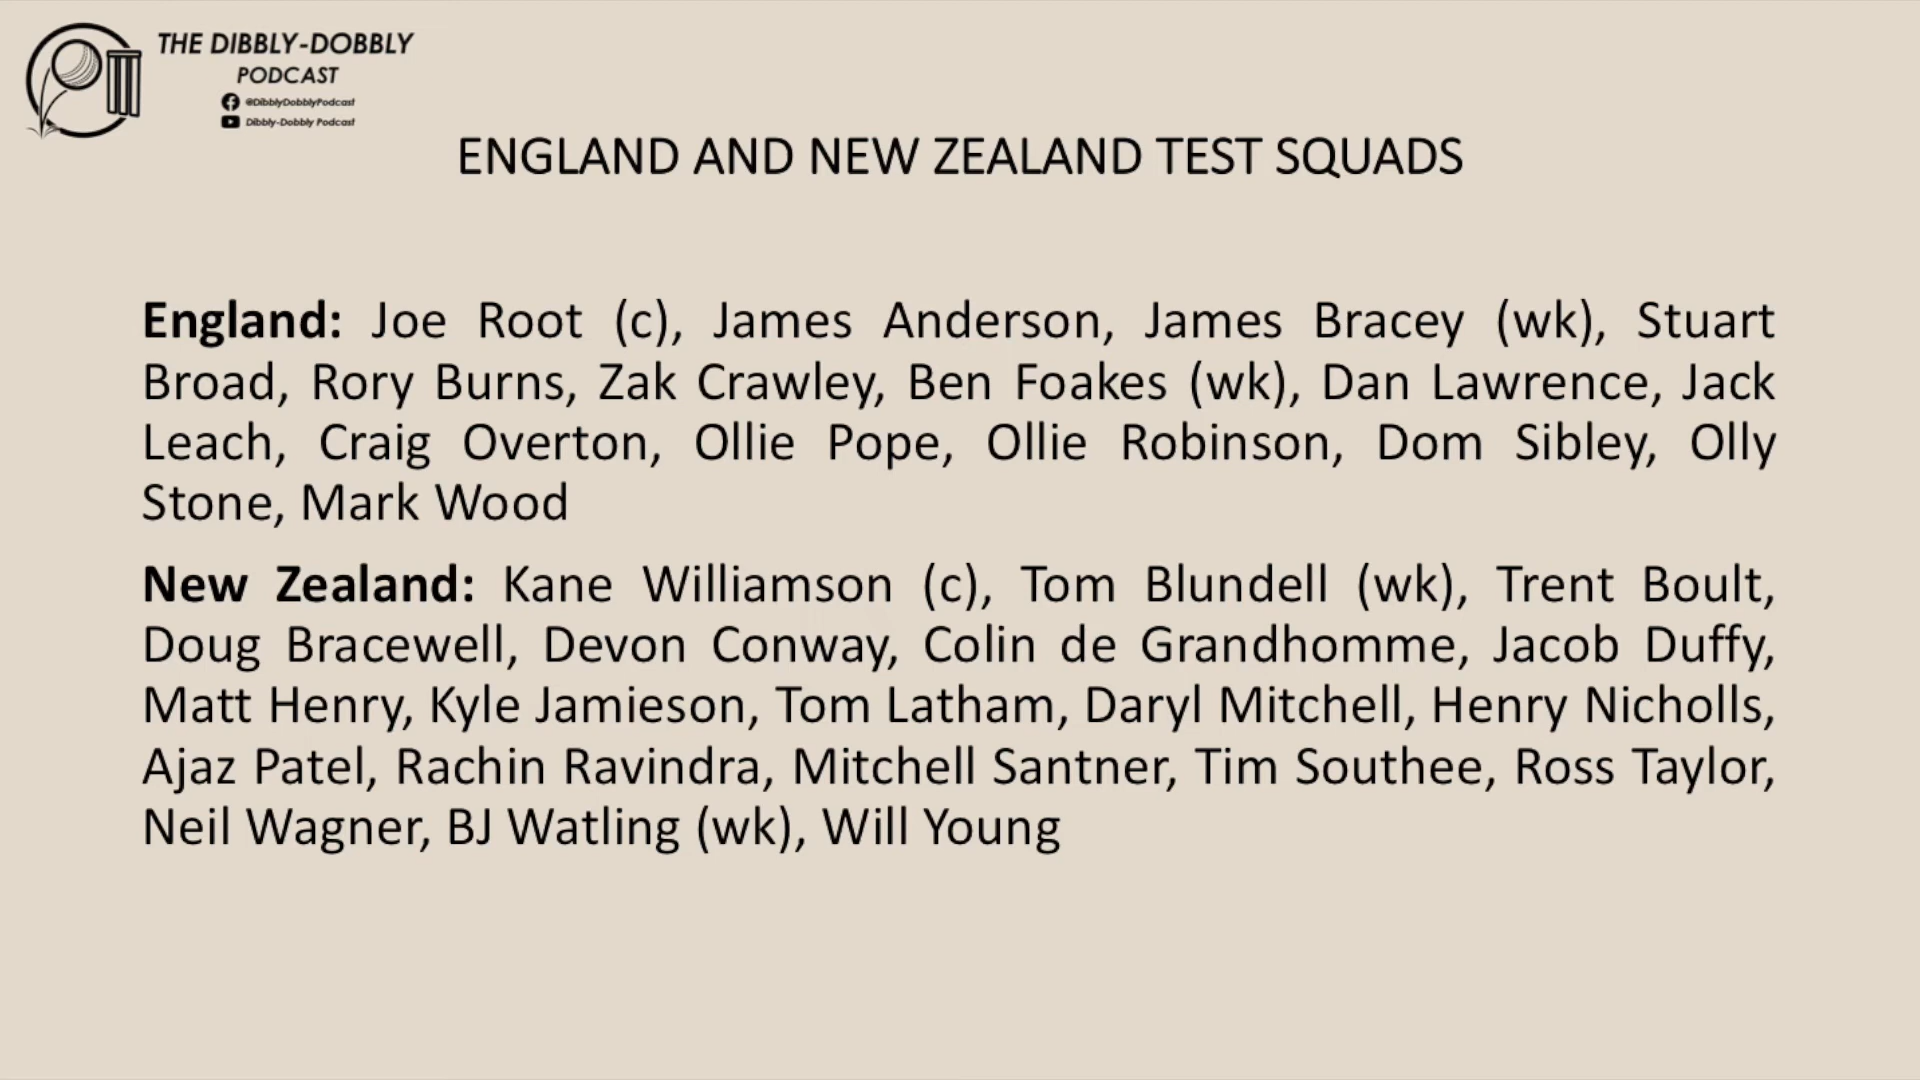 THE DIBBLY-DOBBLY
PODCAST
@DibblyDobblyPodcast
Dibbly-Dobbly Podcast
ENGLAND AND NEW ZEALAND TEST SQUADS
England: Joe Root (c), James Anderson, James Bracey (wk), Stuart
Broad, Rory Burns, Zak Crawley, Ben Foakes (wk), Dan Lawrence, Jack
Leach, Craig Overton, Ollie Pope, Ollie Robinson, Dom Sibley, Olly
Stone, Mark Wood
New Zealand: Kane Williamson (c), Tom Blundell (wk), Trent Boult,
Doug Bracewell, Devon Conway, Colin de Grandhomme, Jacob Duffy,
Matt Henry, Kyle Jamieson, Tom Latham, Daryl Mitchell, Henry Nicholls,
Ajaz Patel, Rachin Ravindra, Mitchell Santner, Tim Southee, Ross Taylor,
Neil Wagner, BJ Watling (wk), Will Young